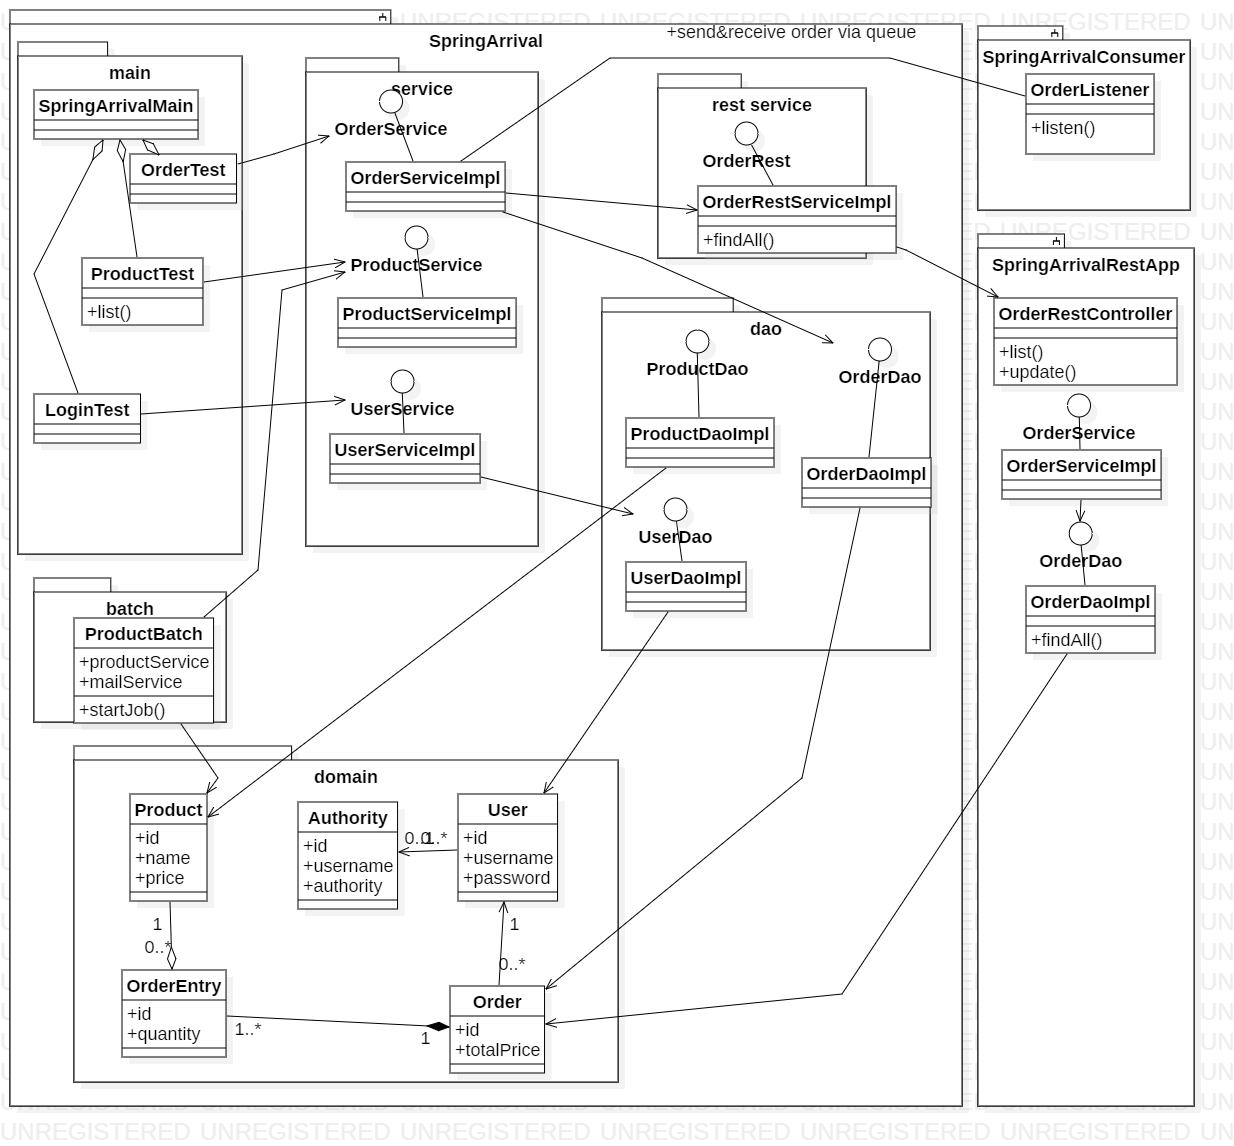 SpringArrival
+send&receive order via queue
main
SpringArrivalMain
OrderTest
ProductTest
+list()
LoginTest
service
OrderService
OrderServiceImpl
ProductService
ProductServiceImpl
UserService
UserServiceImpl
rest service
OrderRest
OrderRestServiceImpl
+findAll()
dao
ProductDao
ProductDaoImpl
OrderDao
OrderDaoImpl
UserDao
UserDaoImpl
batch
ProductBatch
+productService
+mailService
+startJob()
domain
Product
+id
+name
+price
Authority
+id
+username
+authority
User
+id
+username
+password
0..*
1
0..*
1
0..*
OrderEntry
+id
+quantity
1..*
1
Order
+id
+totalPrice
SpringArrivalConsumer
OrderListener
+listen()
SpringArrivalRestApp
OrderRestController
+list()
+update()
OrderService
OrderServiceImpl
OrderDao
OrderDaoImpl
+findAll()
UNREGISTERED UNREGISTERED UNREGISTERED UNREGISTERED UNREGISTERED UNREGISTERED UN